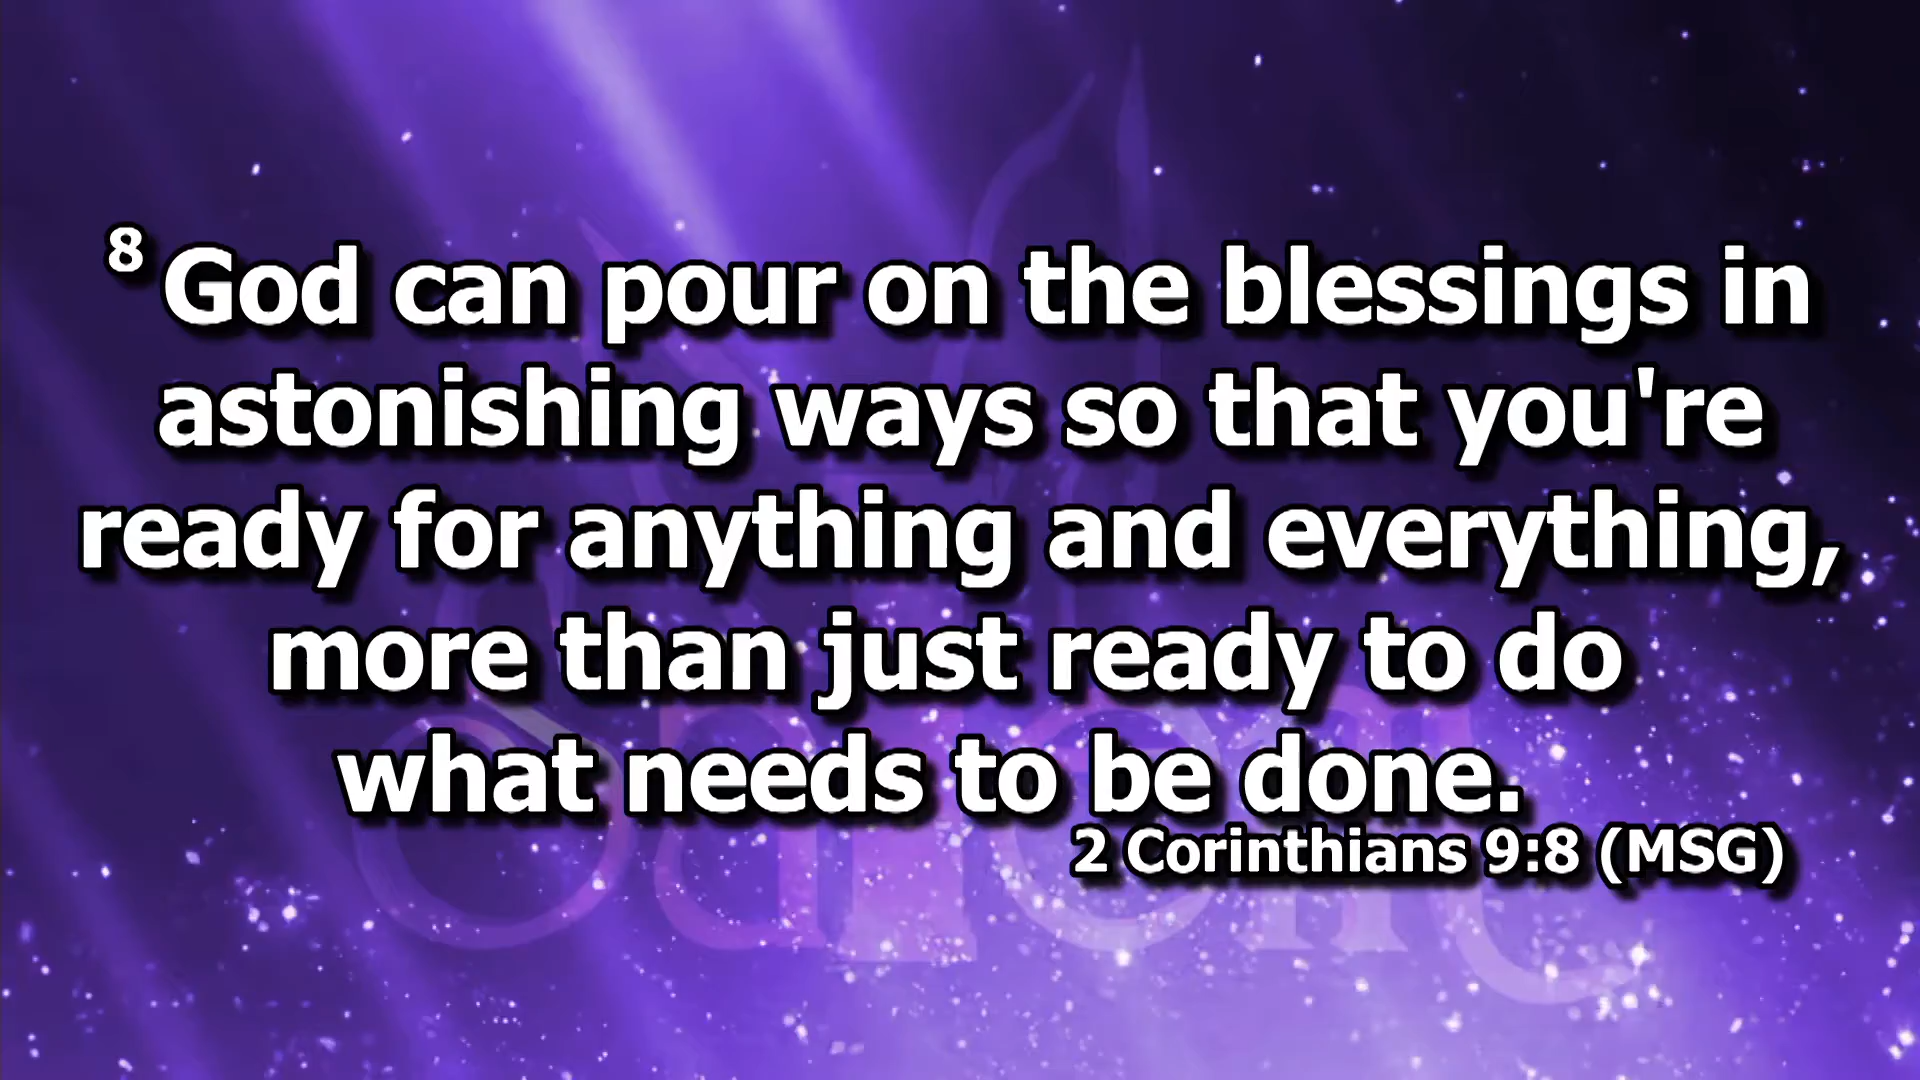 8 God can pour on the blessings in
astonishing ways so that you're
ready for anything and everything,
more than just ready to do
what needs to be done.
2 Corinthians 9:8 (MSG)